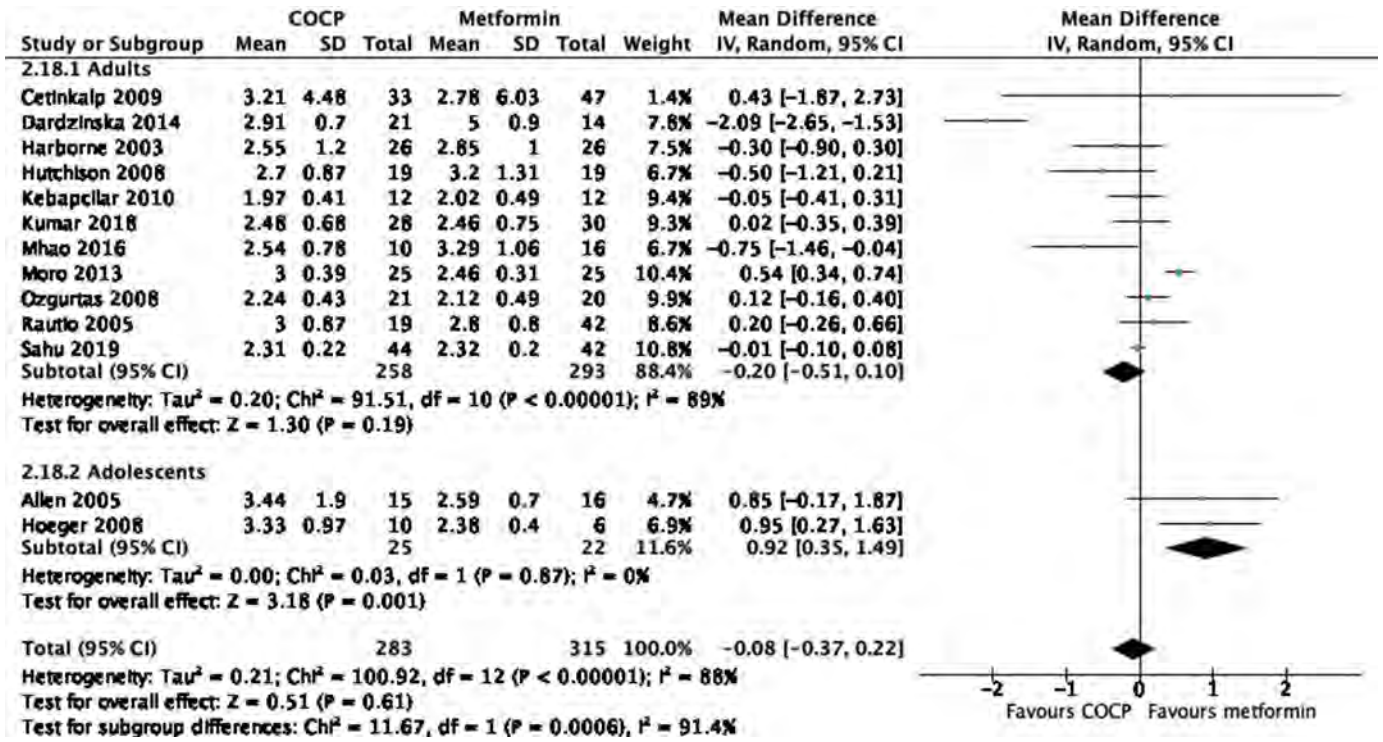 COCP Metformin Mean Difference Mean Difference
Study or Subgroup Mean SD Total Mean SD Total Weight IV, Random, 95% CI IV, Random, 95% CI
2.18.1 Adults
Cetinkalp 2009 3.21 4.48 33 2.78 6.03 47 1.4% 0.43 [-1.87, 2.73]
Dardzinska 2014 2.91 0.7 21 5 0.9 14 7.8% -2.09 [-2.65, -1.53]
Harborne 2003 2.55 1.2 26 2.85 1 26 7.5% -0.30 [-0.90, 0.30]
Hutchison 2008 2.7 0.87 19 3.2 1.31 19 6.7% -0.50 [-1.21, 0.21]
Kebapcilar 2010 1.97 0.41 12 2.02 0.49 12 9.4% -0.05 [-0.41, 0.31]
Kumar 2018 2.48 0.68 28 2.46 0.75 30 9.3% 0.02 [-0.35, 0.39]
Mhao 2016 2.54 0.78 10 3.29 1.06 16 6.7% -0.75 [-1.46, -0.04]
Moro 2013 3 0.39 25 2.46 0.31 25 10.4% 0.54 [0.34, 0.74]
Ozgurtas 2008 2.24 0.43 21 2.12 0.49 20 9.9% 0.12 [-0.16, 0.40]
Rautio 2005 3 0.87 19 2.8 0.8 42 8.6% 0.20 [-0.26, 0.66]
Sahu 2019 2.31 0.22 44 2.32 0.2 42 10.8% -0.01 [-0.10, 0.08]
Subtotal (95% CI) 258 293 88.4% -0.20 [-0.51, 0.10]
Heterogeneity: Tau² = 0.20; Chi² = 91.51, df = 10 (P < 0.00001); I² = 89%
Test for overall effect: Z = 1.30 (P = 0.19)
2.18.2 Adolescents
Allen 2005 3.44 1.9 15 2.59 0.7 16 4.7% 0.85 [-0.17, 1.87]
Hoeger 2008 3.33 0.97 10 2.38 0.4 6 6.9% 0.95 [0.27, 1.63]
Subtotal (95% CI) 25 22 11.6% 0.92 [0.35, 1.49]
Heterogeneity: Tau² = 0.00; Chi² = 0.03, df = 1 (P = 0.87); I² = 0%
Test for overall effect: Z = 3.18 (P = 0.001)
Total (95% CI) 283 315 100.0% -0.08 [-0.37, 0.22]
Heterogeneity: Tau² = 0.21; Chi² = 100.92, df = 12 (P < 0.00001); I² = 88%
Test for overall effect: Z = 0.51 (P = 0.61)
Test for subgroup differences: Chi² = 11.67, df = 1 (P = 0.0006), I² = 91.4%
-2 -1 0 1 2
Favours COCP Favours metformin